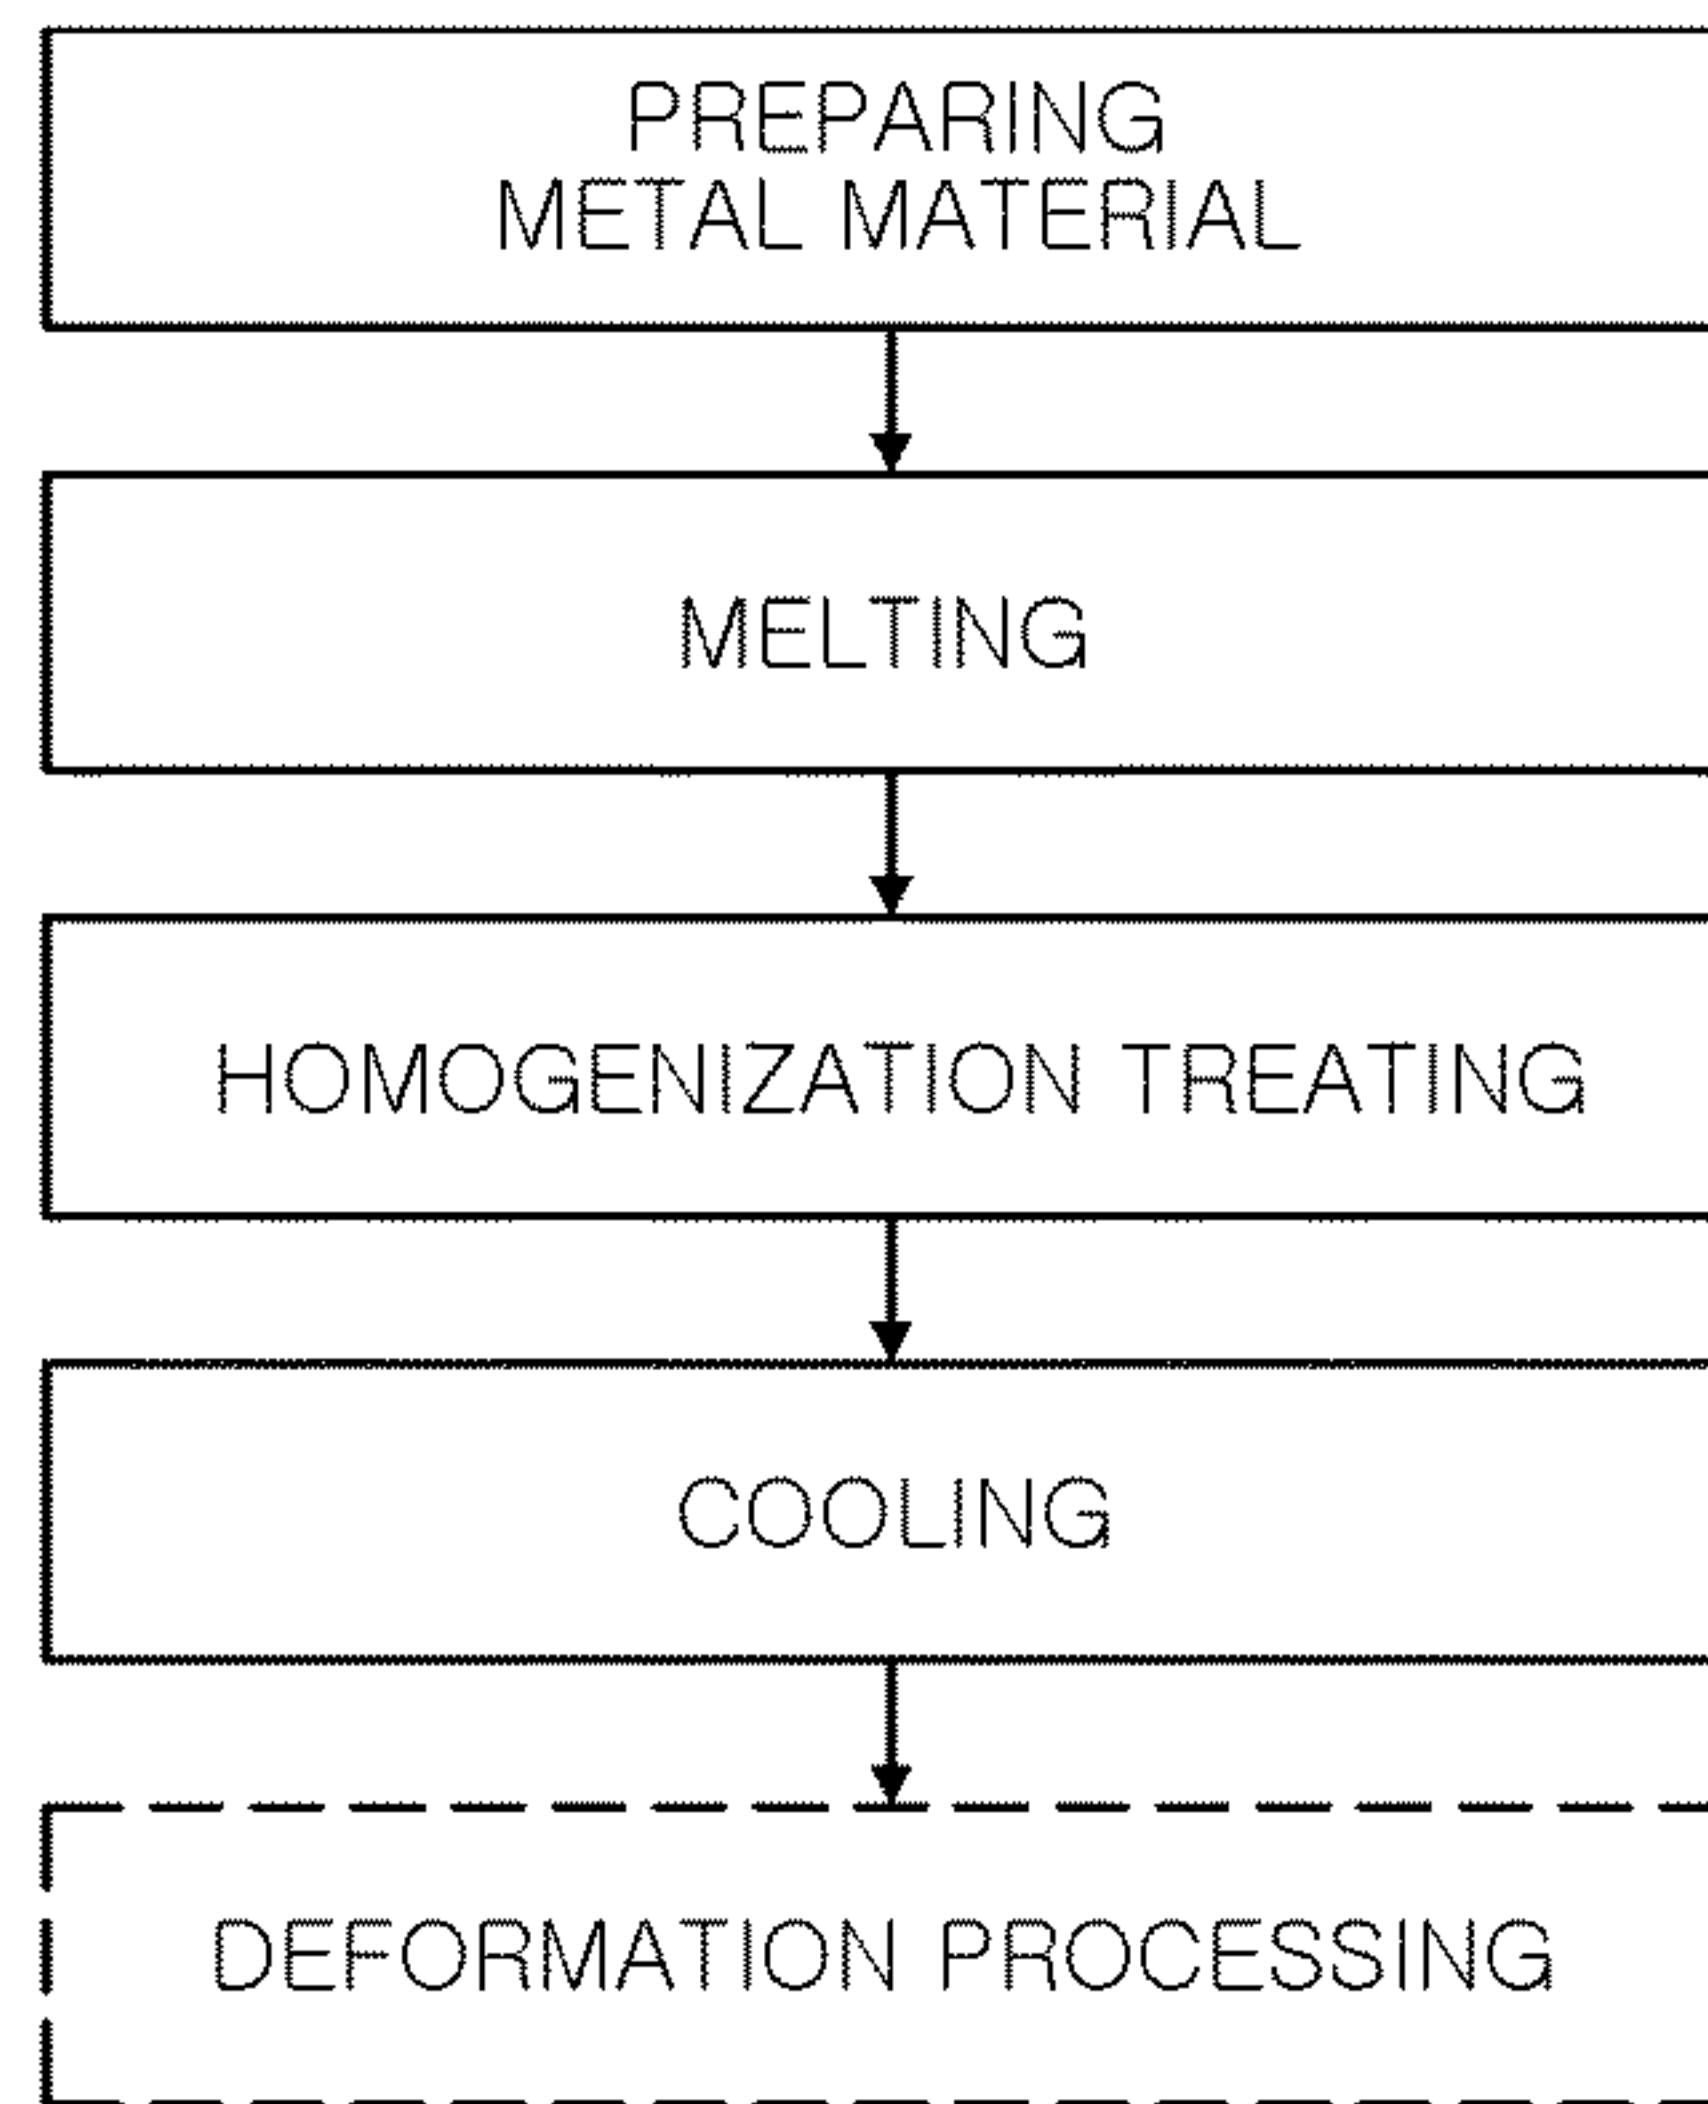 PREPARING
METAL MATERIAL
MELTING
HOMOGENIZATION TREATING
COOLING
DEFORMATION PROCESSING